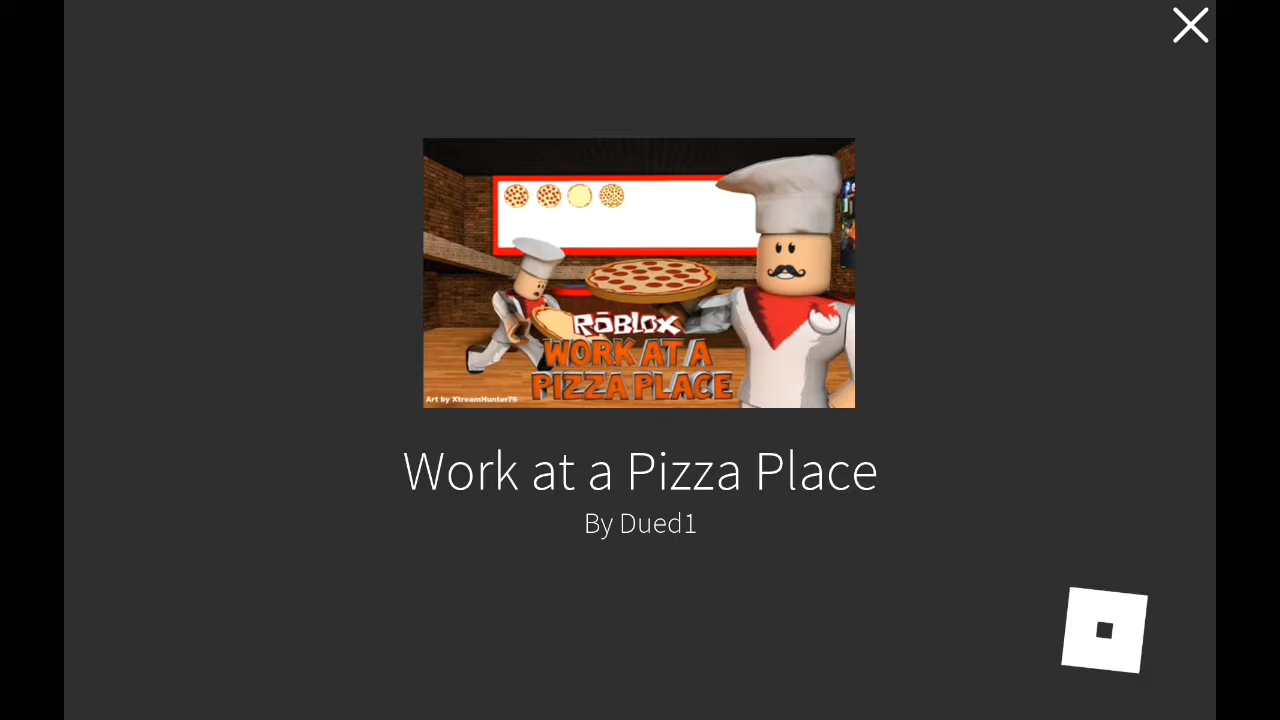 ROBLOX
WORK AT A
PIZZA PLACE
Art by XtreamHunter76
Work at a Pizza Place
By Dued1